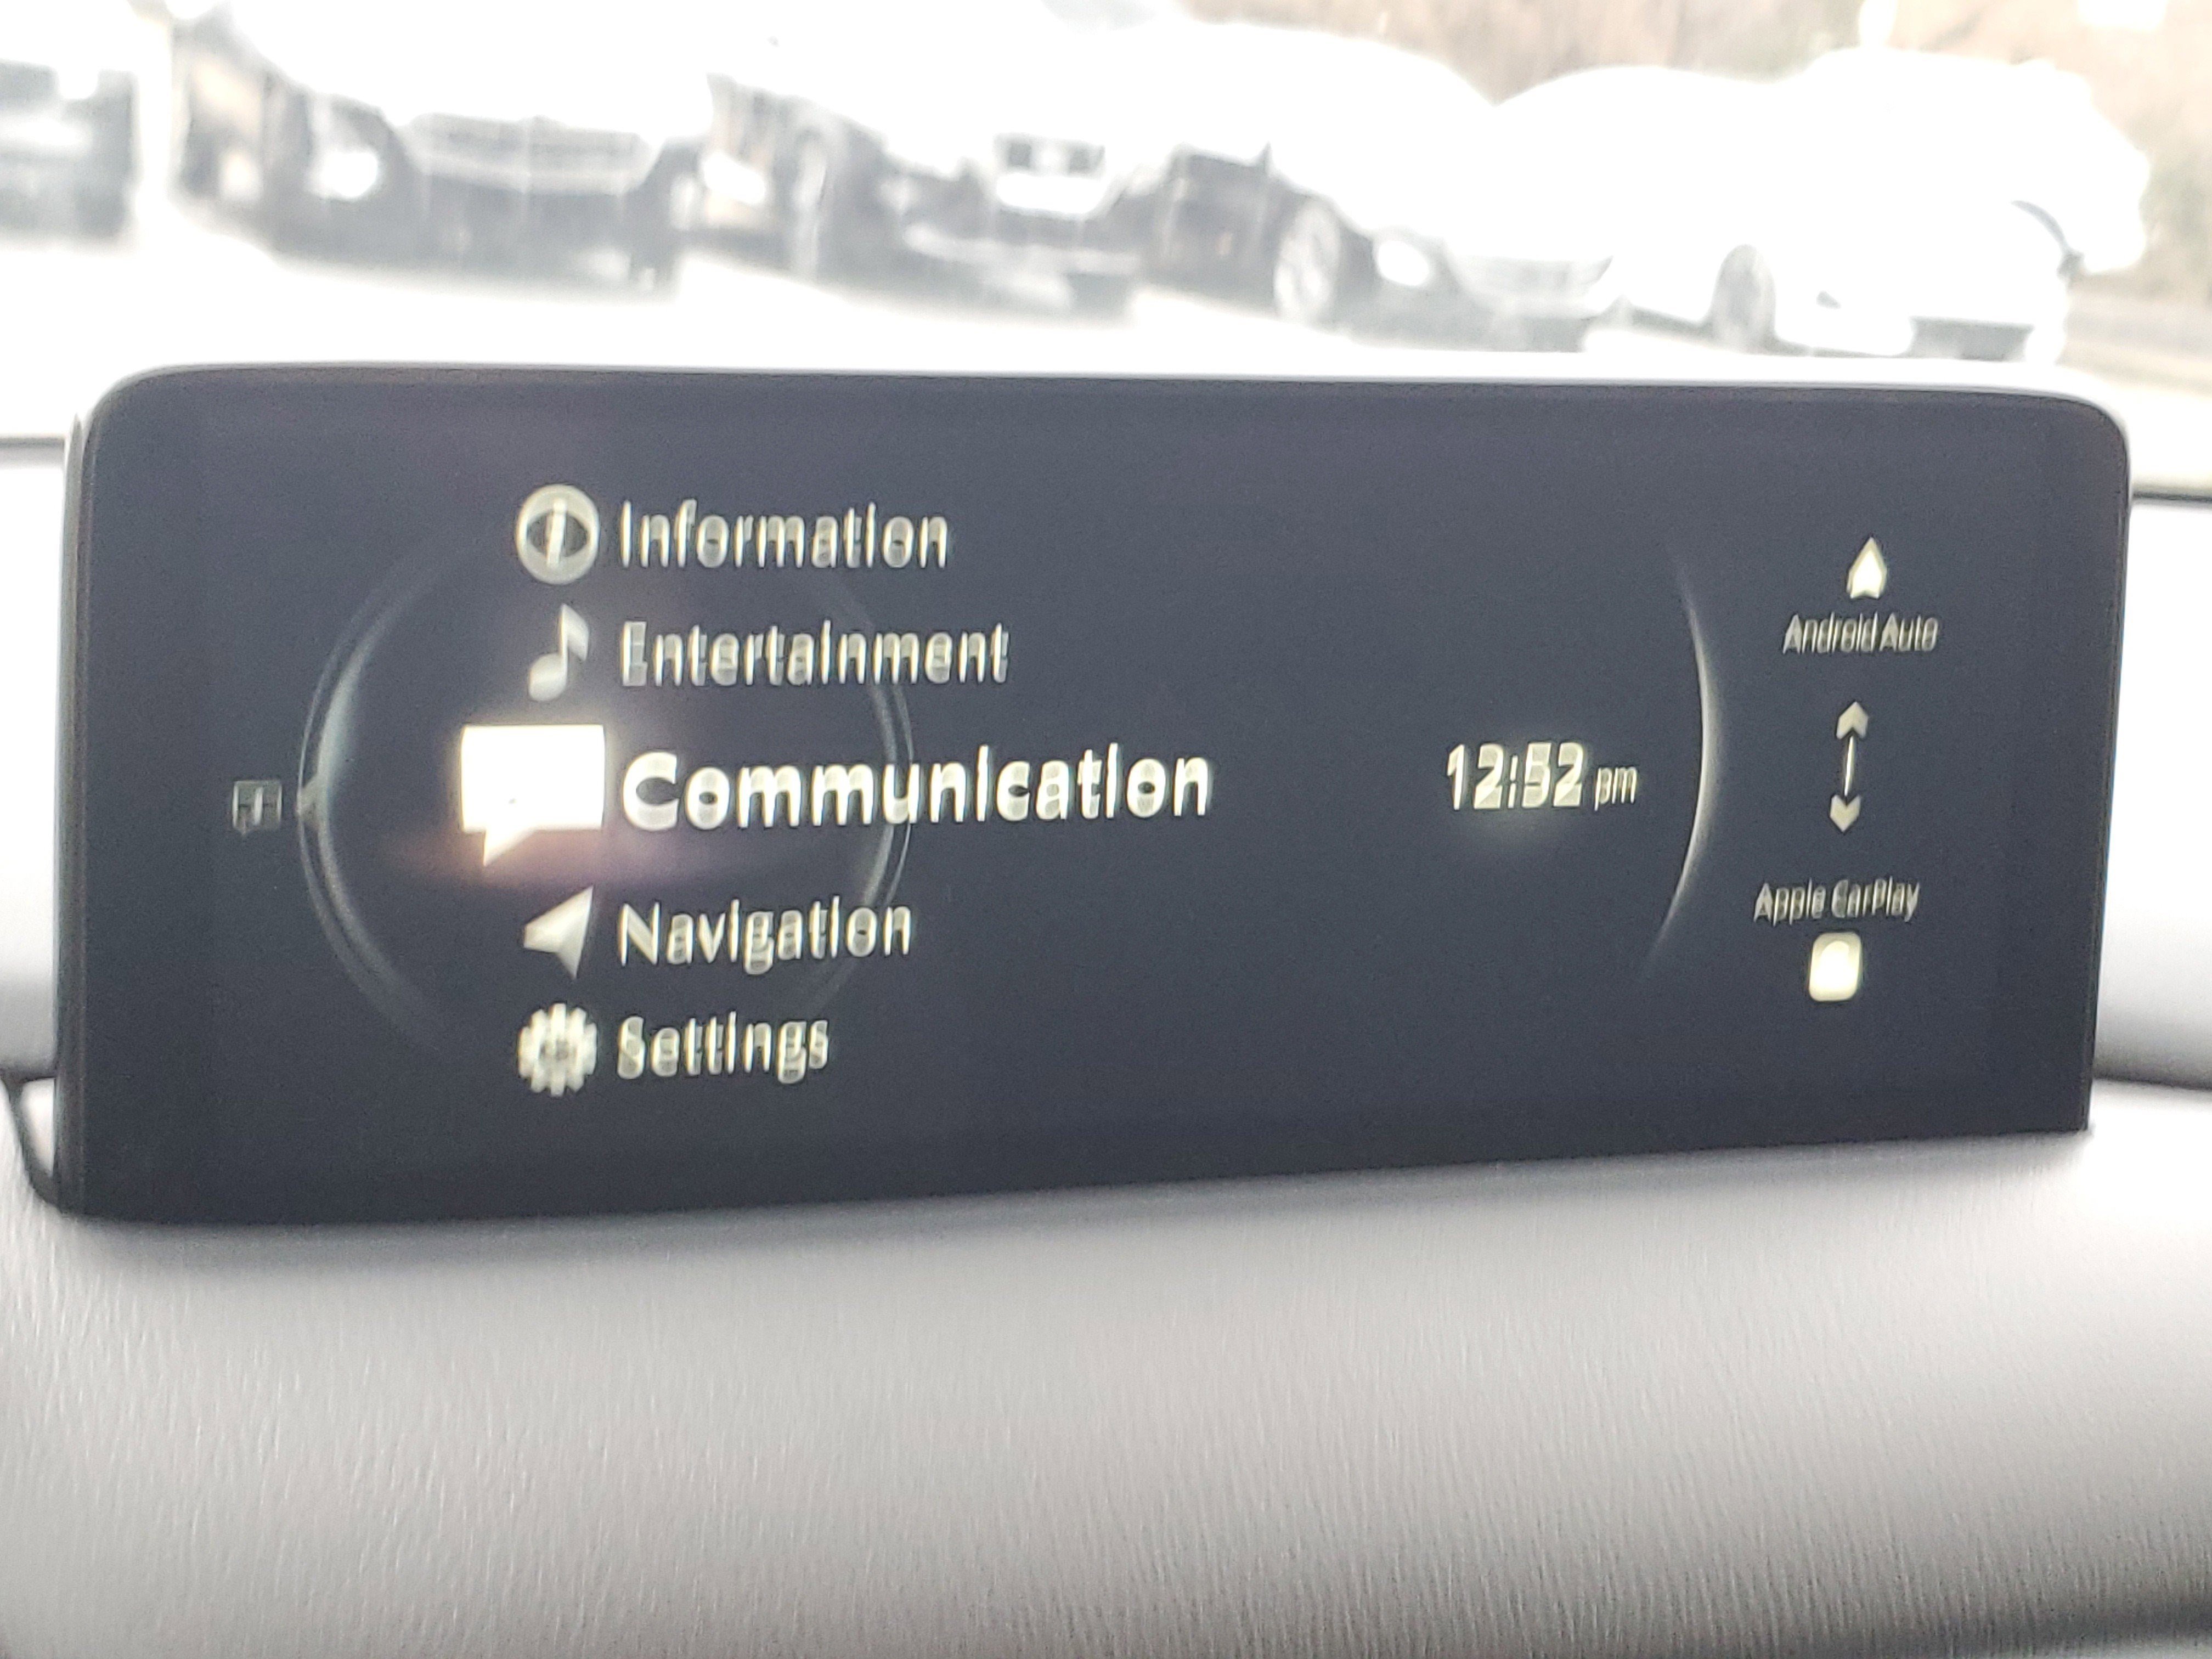 Information
Entertainment
Communication
Navigation
Settings
12:52 pm
Android Auto
Apple CarPlay